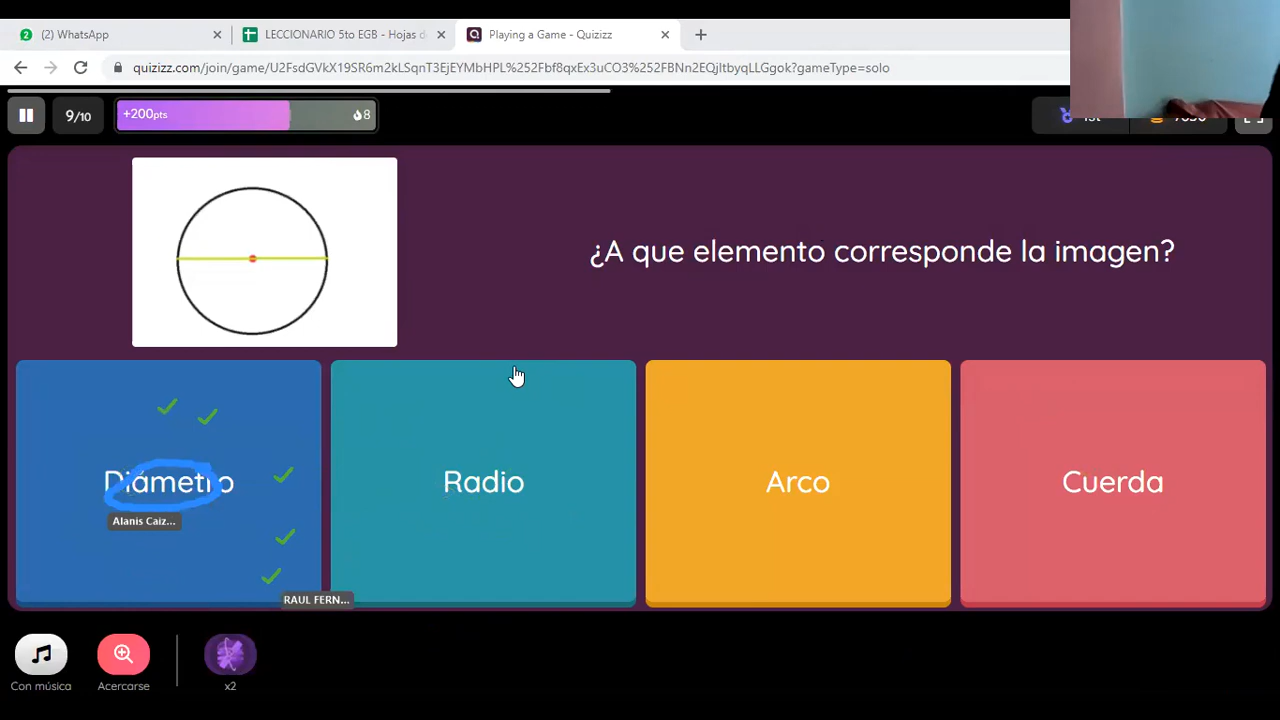 (2) WhatsApp
LECCIONARIO 5to EGB - Hojas d
Playing a Game - Quizizz
quizizz.com/join/game/U2FsdGVkX19SR6m2kLSqnT3EjEYMbHPL%252Fbf8qxEx3uCO3%252FBNn2EQjItbyqLLGgok?gameType=solo
9/10
+200pts
8
1st
¿A que elemento corresponde la imagen?
Diámetro
Radio
Arco
Cuerda
Alanis Caiz...
RAUL FERN...
Con música
Acercarse
x2